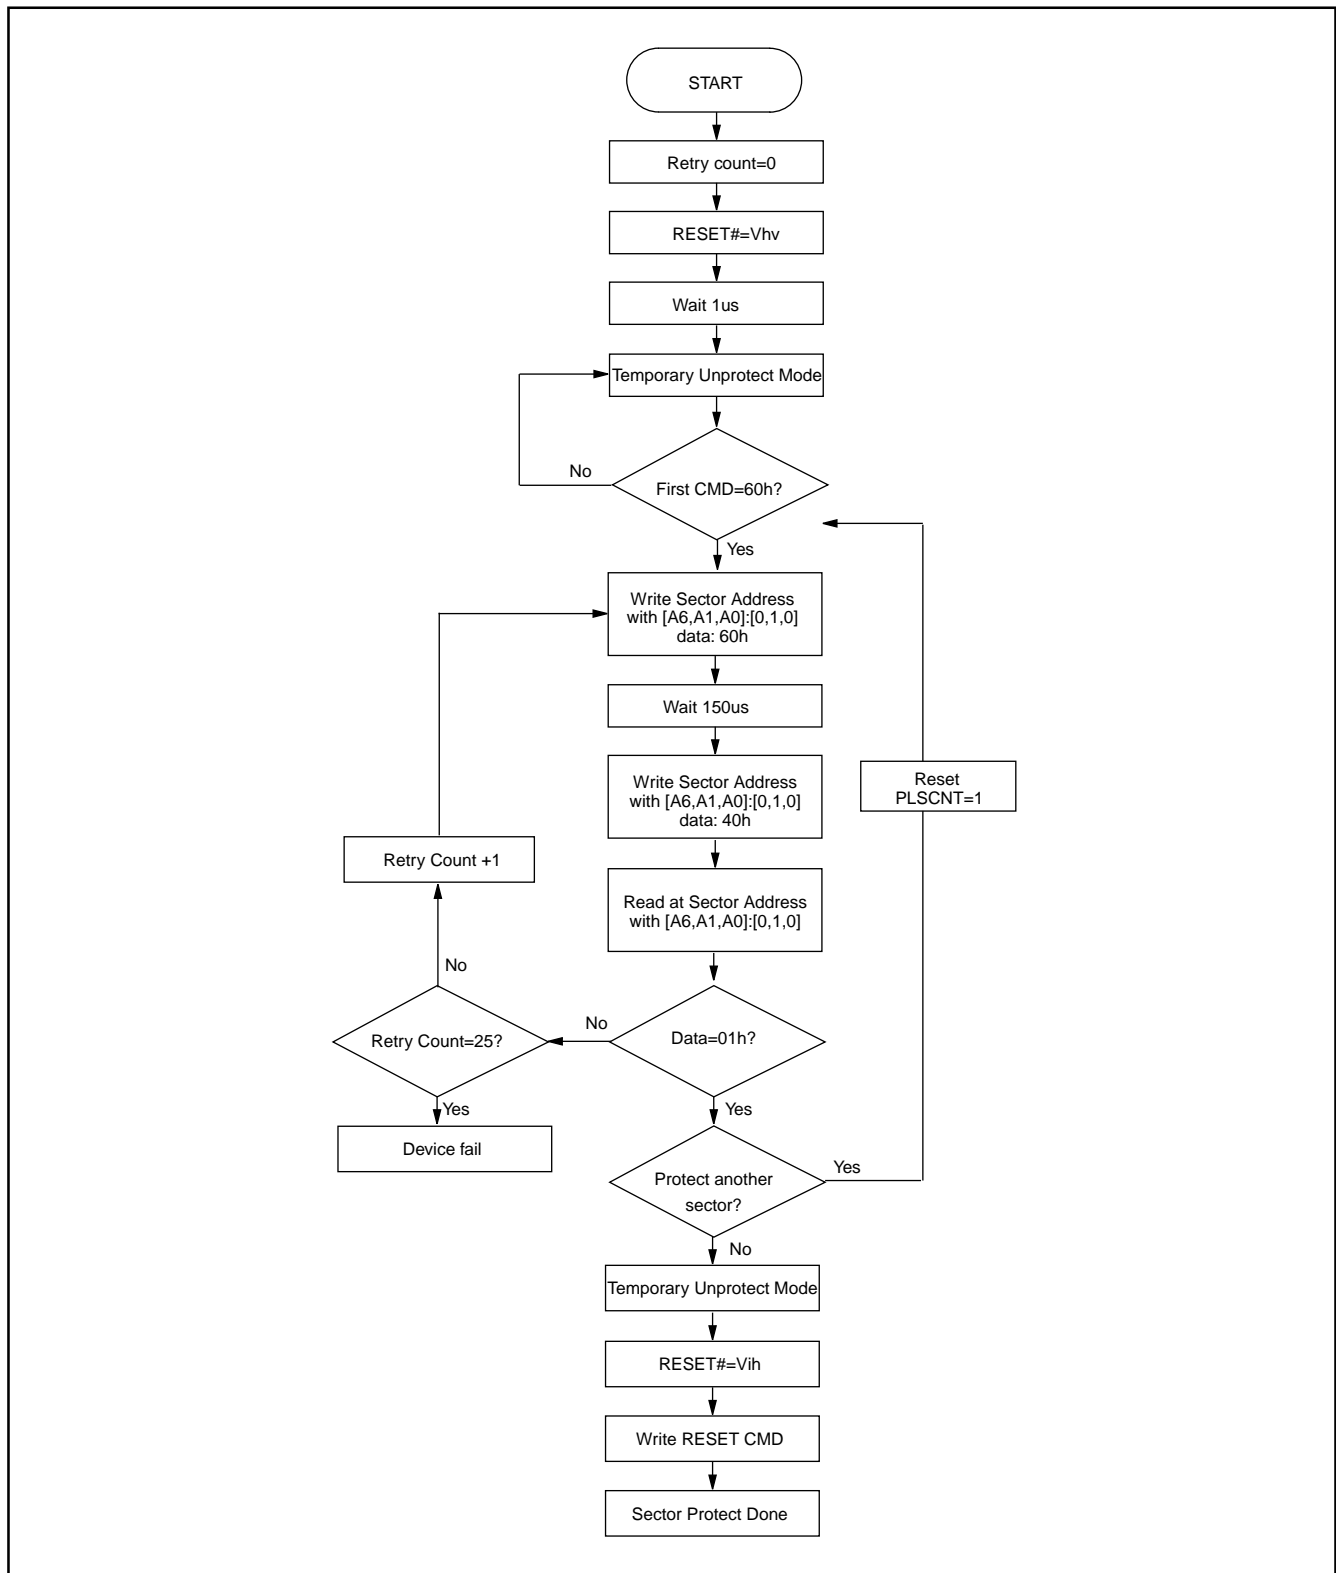 START
Retry count=0
RESET#=Vhv
Wait 1us
Temporary Unprotect Mode
No
First CMD=60h?
Yes
Write Sector Address
with [A6,A1,A0]:[0,1,0]
data: 60h
Wait 150us
Write Sector Address
with [A6,A1,A0]:[0,1,0]
data: 40h
Reset
PLSCNT=1
Retry Count +1
Read at Sector Address
with [A6,A1,A0]:[0,1,0]
No
No
Retry Count=25?
Data=01h?
Yes
Yes
Device fail
Protect another
sector?
Yes
No
Temporary Unprotect Mode
RESET#=Vih
Write RESET CMD
Sector Protect Done